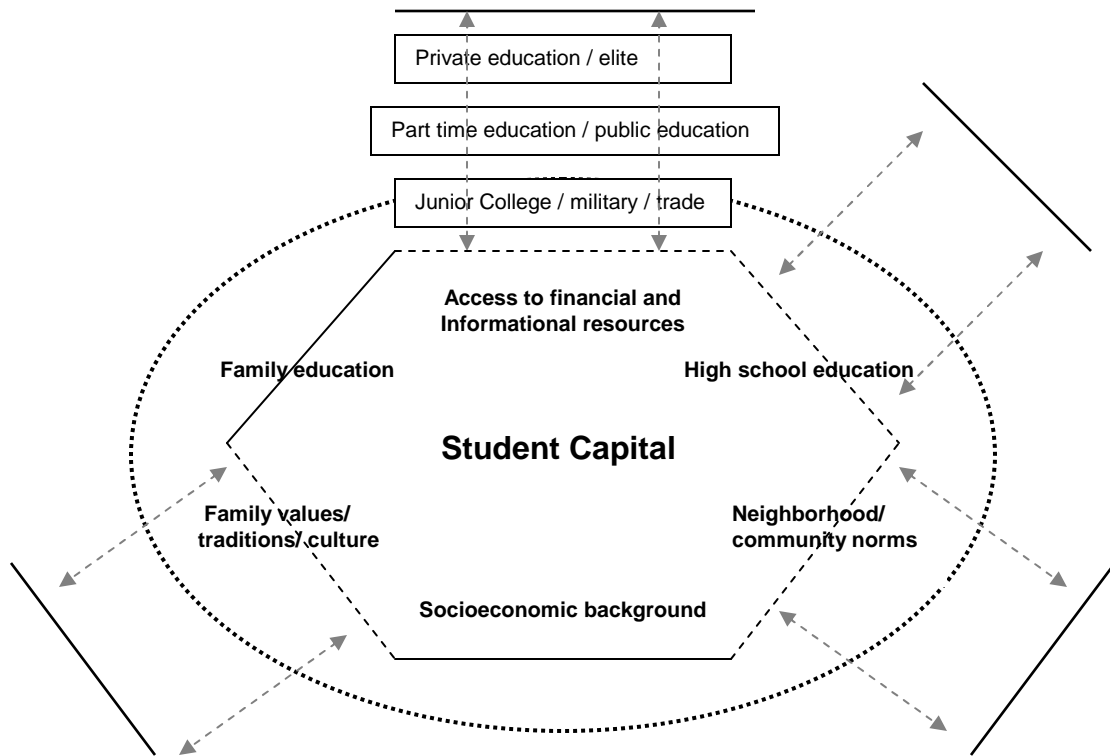 Private education / elite
Part time education / public education
Junior College / military / trade
Access to financial and
Informational resources
Family education
High school education
Student Capital
Family values/
traditions/ culture
Neighborhood/
community norms
Socioeconomic background